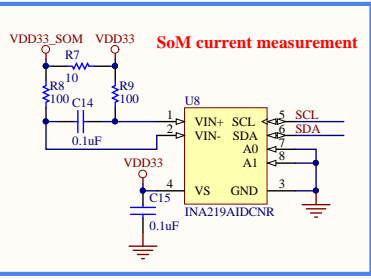 VDD33_SOM VDD33 SoM current measurement
R7
10
R8 R9
100 100
C14
0.1uF
U8
1 VIN+ SCL 5 SCL
2 VIN- SDA 6 SDA
A0 7
A1 8
VDD33
4 VS GND 3
C15
0.1uF
INA219AIDCNR